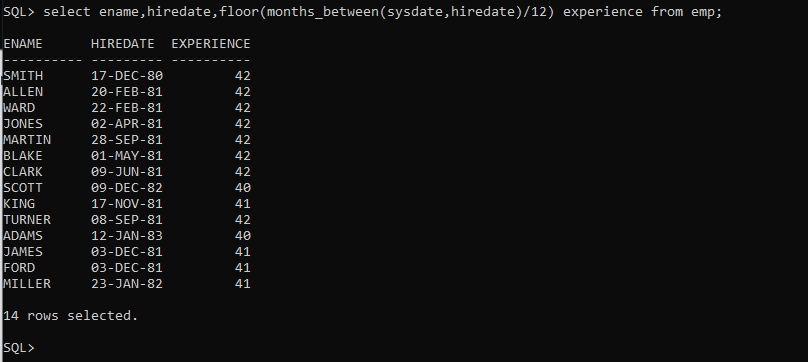 SQL> select ename,hiredate,floor(months_between(sysdate,hiredate)/12) experience from emp;
ENAME      HIREDATE  EXPERIENCE
---------- --------- ----------
SMITH      17-DEC-80         42
ALLEN      20-FEB-81         42
WARD       22-FEB-81         42
JONES      02-APR-81         42
MARTIN     28-SEP-81         42
BLAKE      01-MAY-81         42
CLARK      09-JUN-81         42
SCOTT      09-DEC-82         40
KING       17-NOV-81         41
TURNER     08-SEP-81         42
ADAMS      12-JAN-83         40
JAMES      03-DEC-81         41
FORD       03-DEC-81         41
MILLER     23-JAN-82         41
14 rows selected.
SQL>